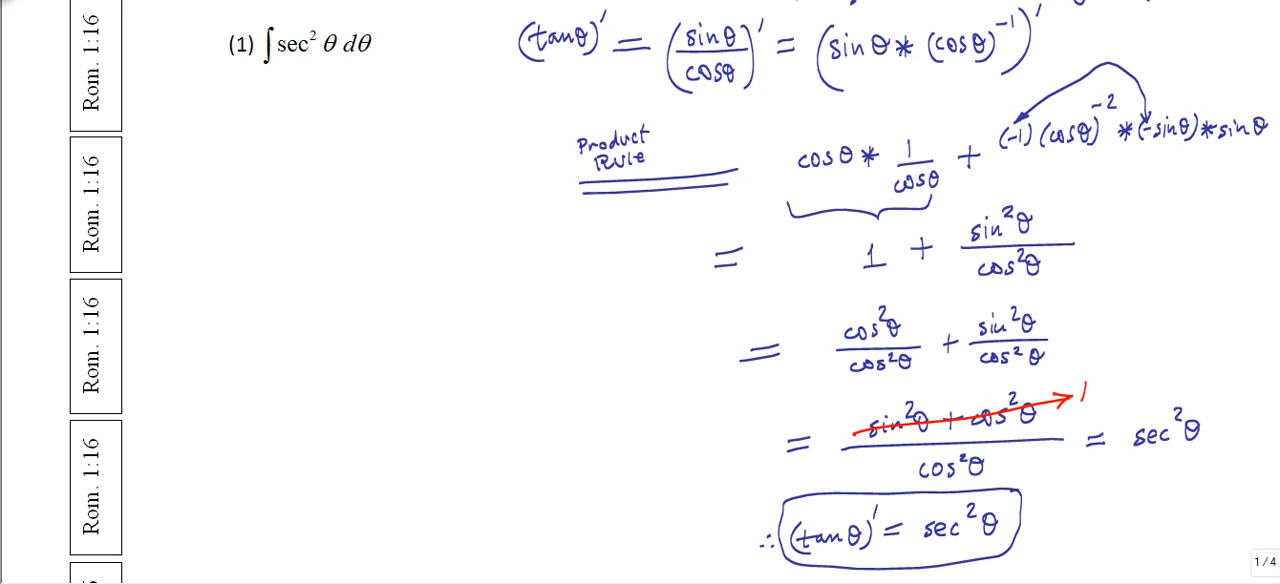 Rom. 1:16
Rom. 1:16
Rom. 1:16
Rom. 1:16
(1) ∫ sec² θ dθ
(tanθ)' = (sinθ/cosθ)' = (sinθ * (cosθ)⁻¹)'
Product Rule = cosθ * 1/cosθ + (-1)(cosθ)⁻² * (-sinθ) * sinθ
= 1 + sin²θ/cos²θ
= cos²θ/cos²θ + sin²θ/cos²θ
= (sin²θ + cos²θ)/cos²θ = sec²θ
1
∴ (tanθ)' = sec²θ
1 / 4